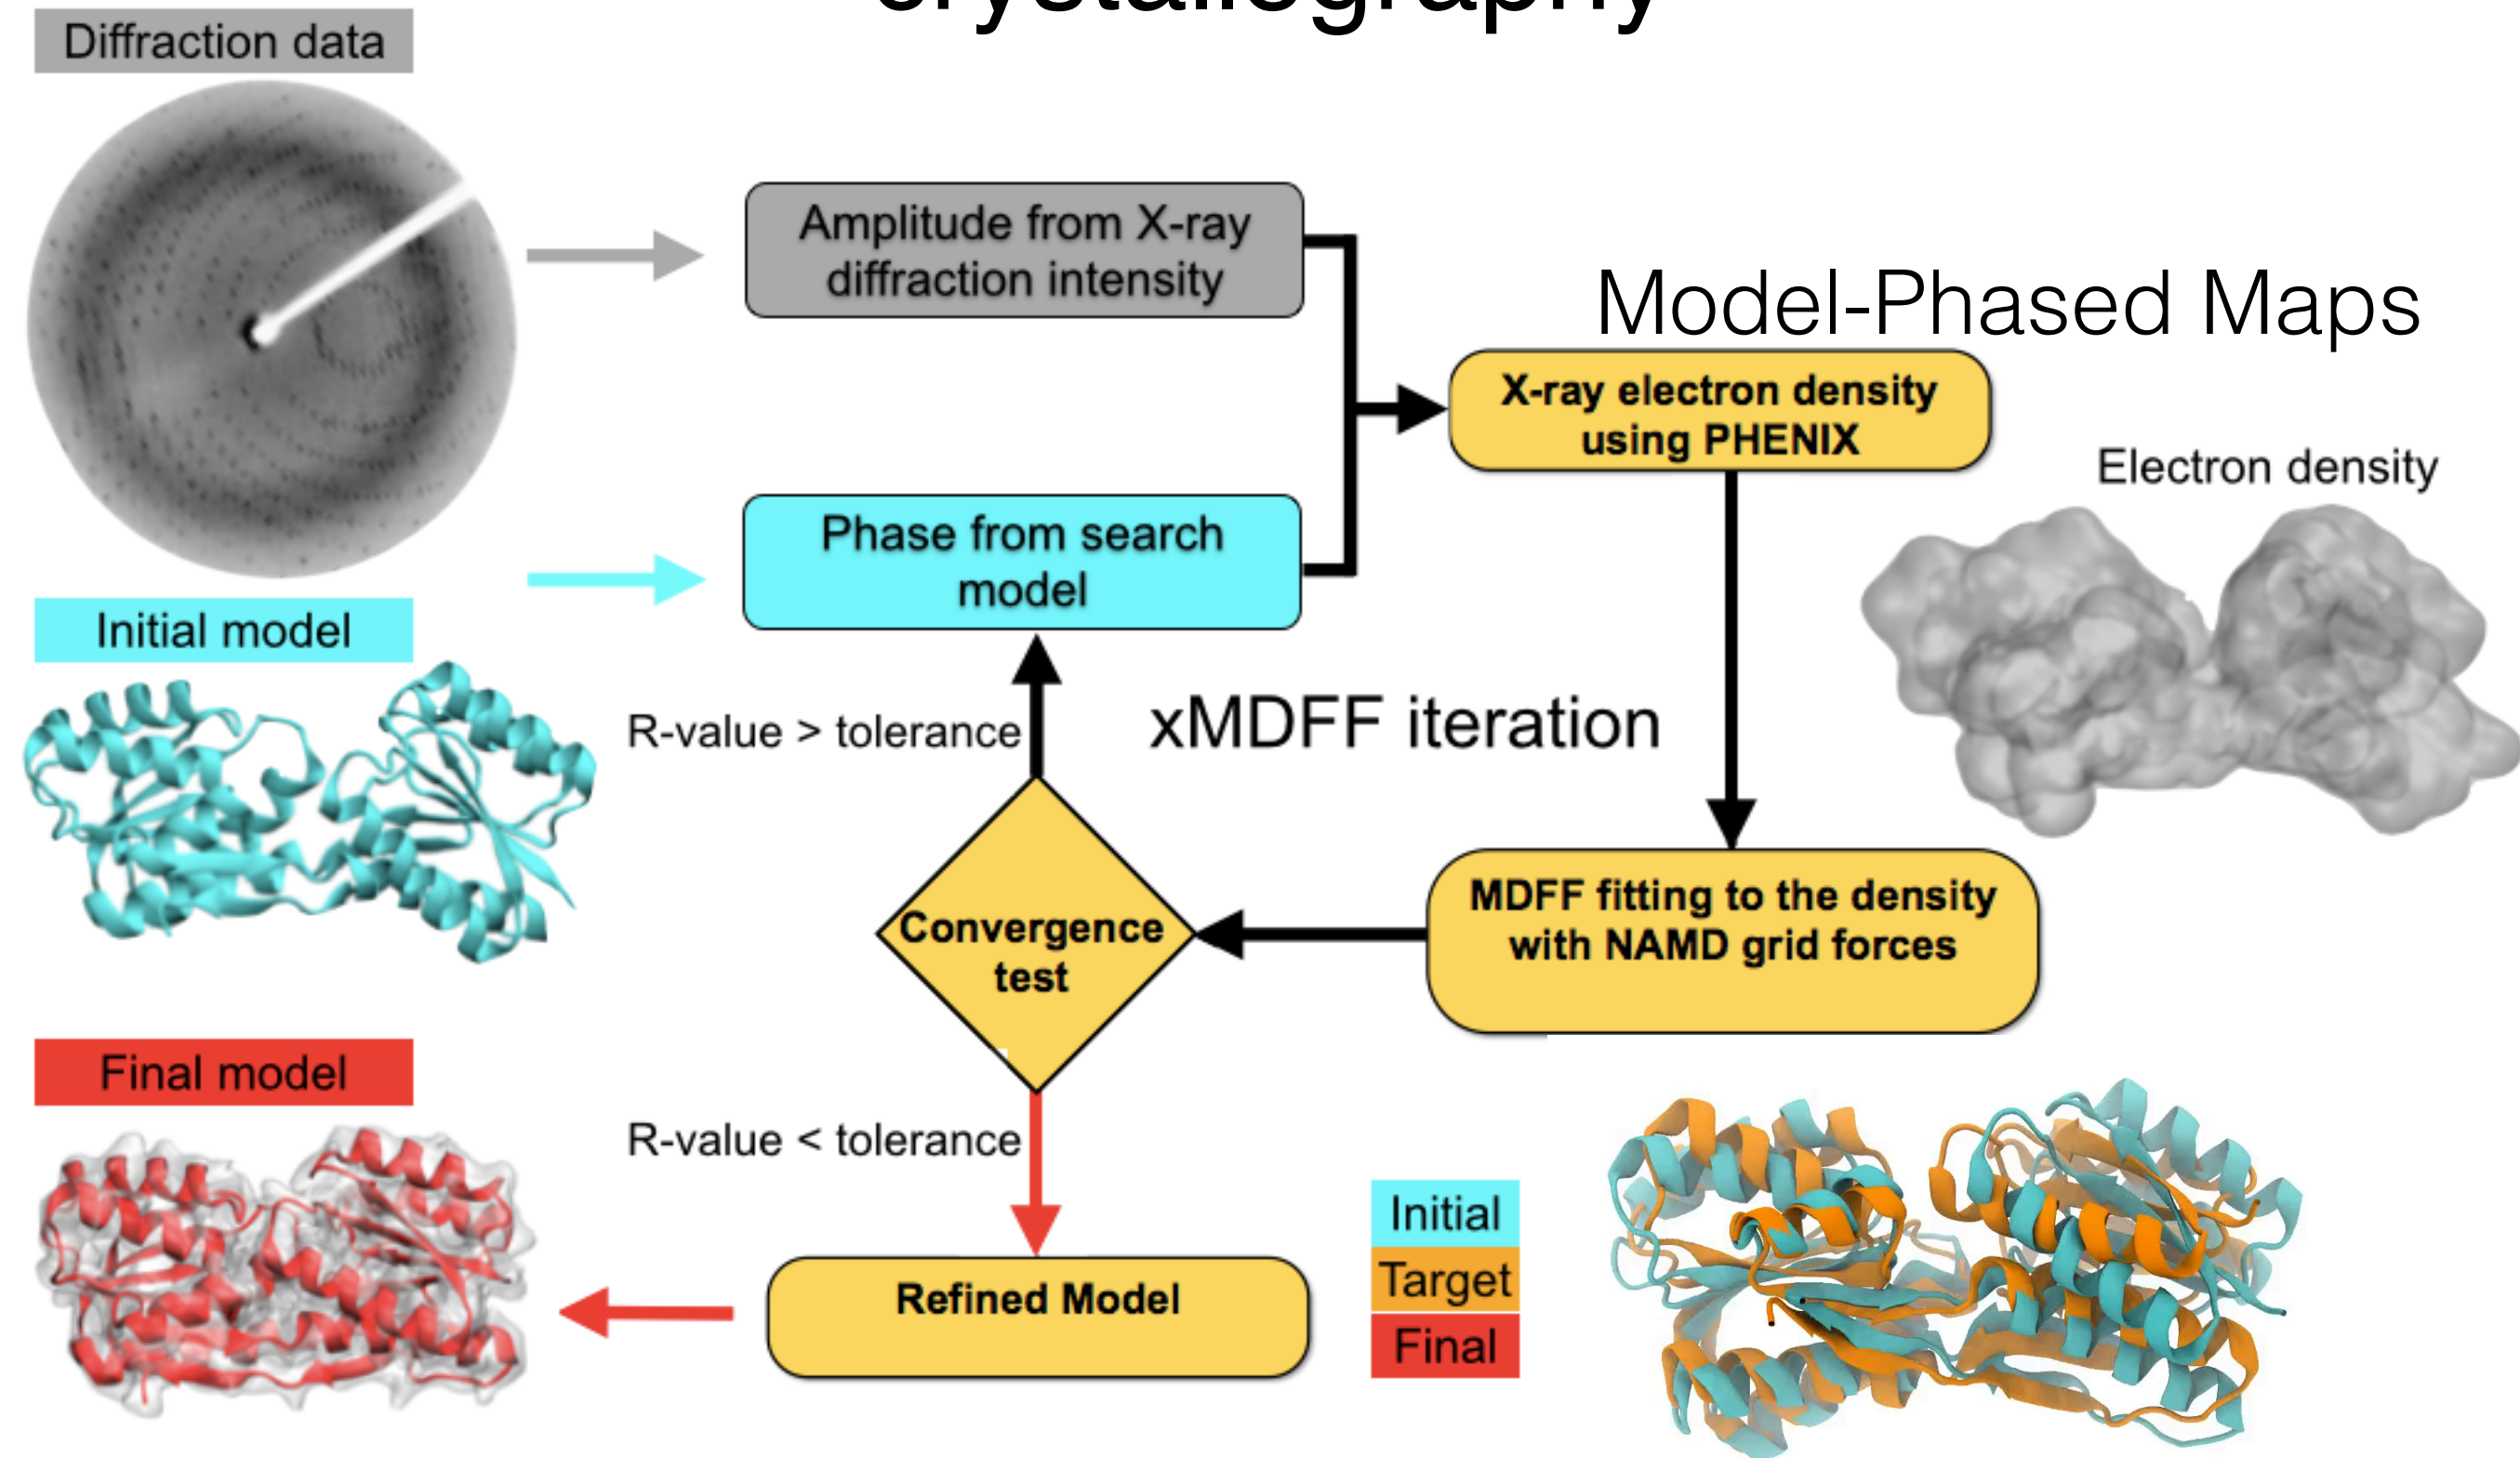 crystallography
Diffraction data
Amplitude from X-ray
diffraction intensity
Model-Phased Maps
X-ray electron density
using PHENIX
Electron density
Phase from search
model
Initial model
R-value > tolerance
xMDFF iteration
MDFF fitting to the density
with NAMD grid forces
Convergence
test
Final model
R-value < tolerance
Refined Model
Initial
Target
Final